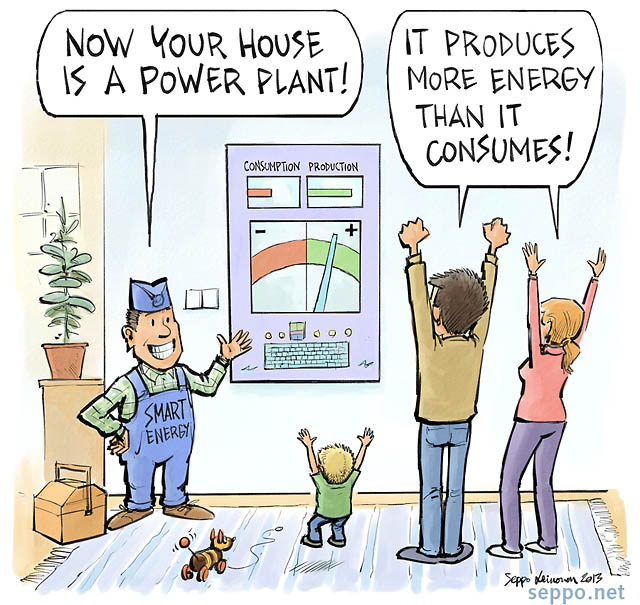 NOW YOUR HOUSE
IS A POWER PLANT!
IT PRODUCES
MORE ENERGY
THAN IT
CONSUMES!
CONSUMPTION PRODUCTION
- +
SMART
ENERGY
Seppo Leinonen 2013
seppo.net